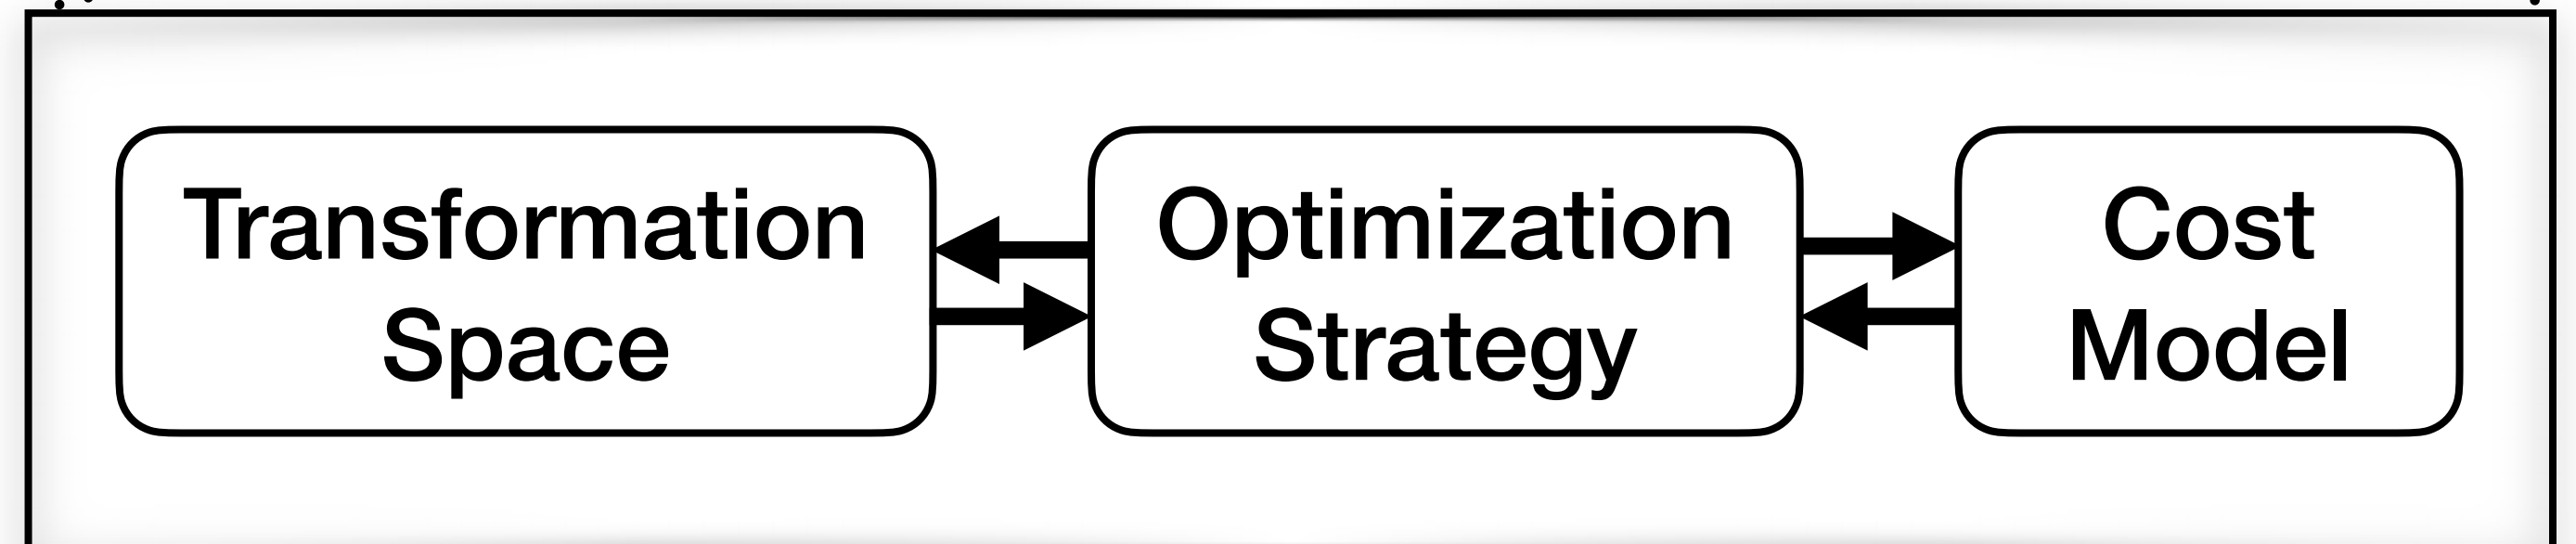 Transformation
Space
Optimization
Strategy
Cost
Model